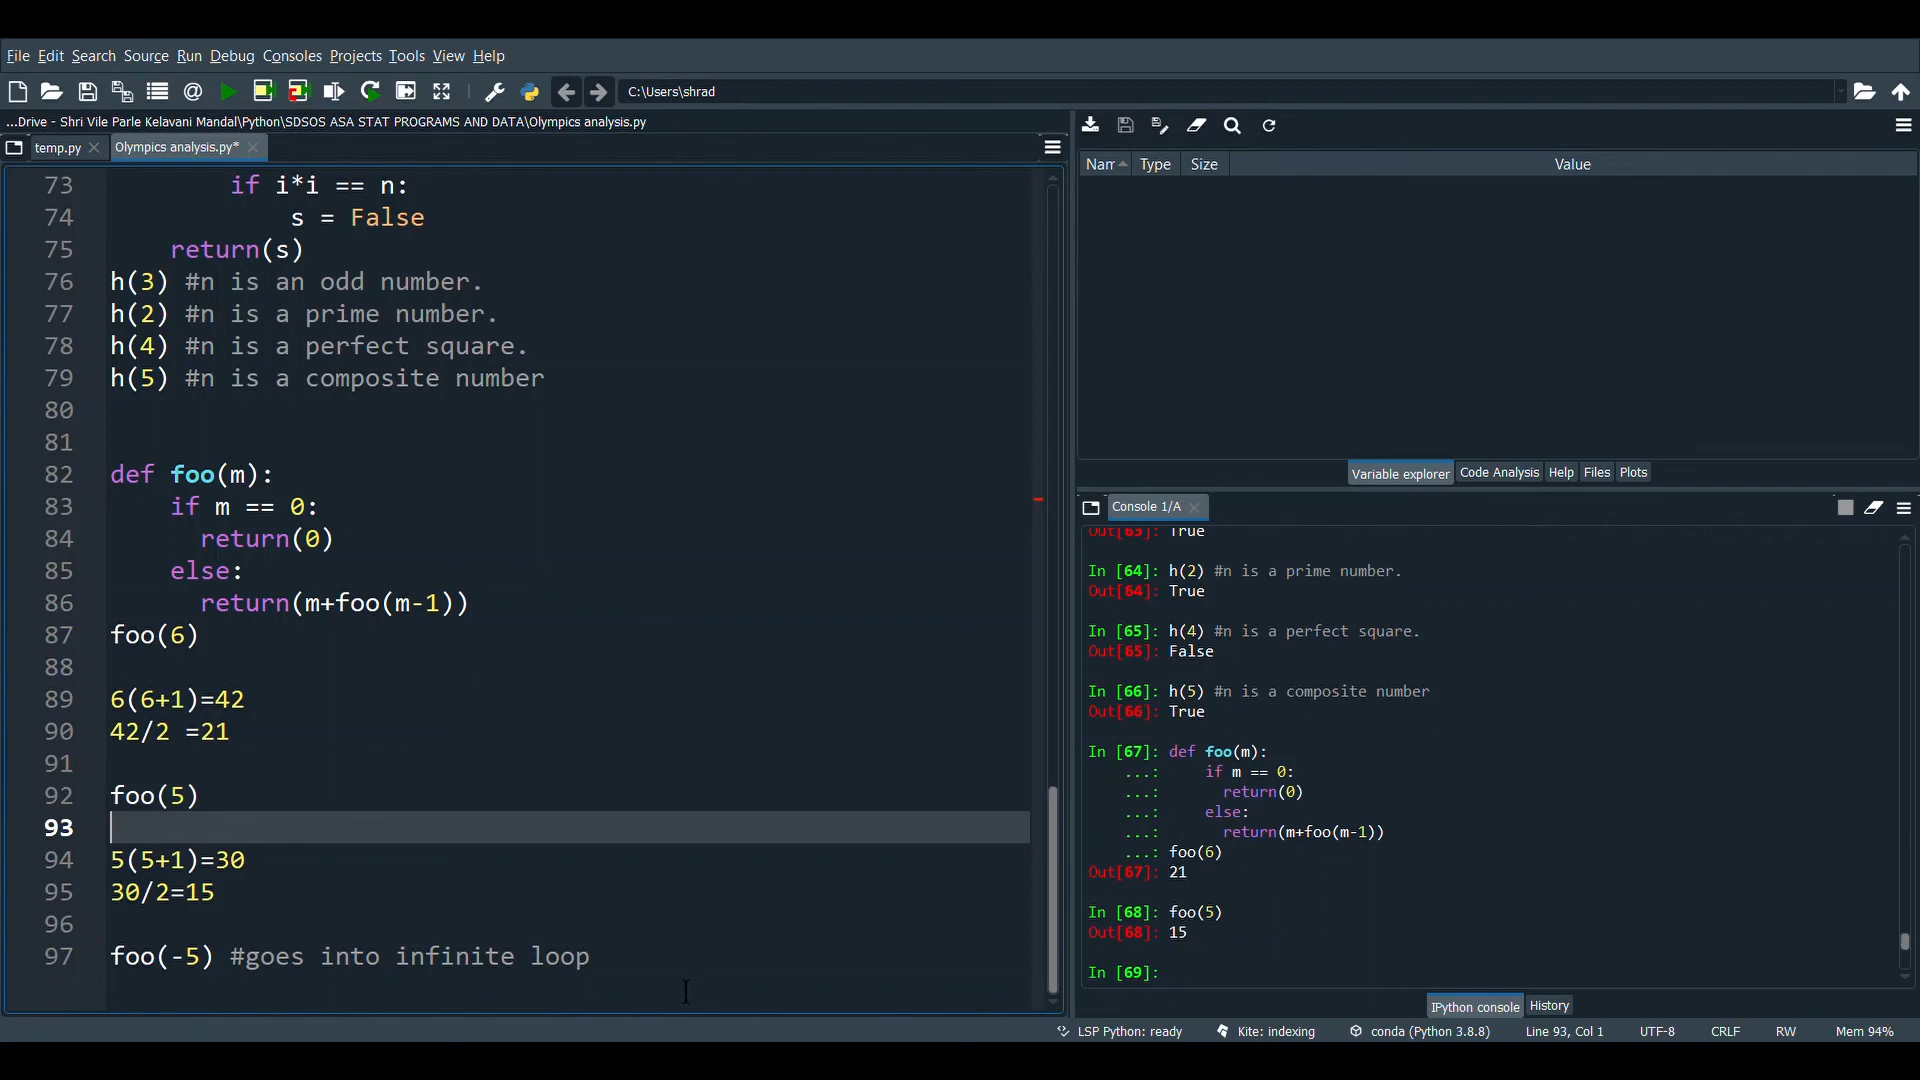 File Edit Search Source Run Debug Consoles Projects Tools View Help
C:\Users\shrad
...Drive - Shri Vile Parle Kelavani Mandal\Python\SDSOS ASA STAT PROGRAMS AND DATA\Olympics analysis.py
temp.py Olympics analysis.py*
73 if i*i == n:
74 s = False
75 return(s)
76 h(3) #n is an odd number.
77 h(2) #n is a prime number.
78 h(4) #n is a perfect square.
79 h(5) #n is a composite number
80
81
82 def foo(m):
83 if m == 0:
84 return(0)
85 else:
86 return(m+foo(m-1))
87 foo(6)
88
89 6(6+1)=42
90 42/2 =21
91
92 foo(5)
93
94 5(5+1)=30
95 30/2=15
96
97 foo(-5) #goes into infinite loop
Nam Type Size Value
Variable explorer Code Analysis Help Files Plots
Console 1/A
Out[63]: True
In [64]: h(2) #n is a prime number.
Out[64]: True
In [65]: h(4) #n is a perfect square.
Out[65]: False
In [66]: h(5) #n is a composite number
Out[66]: True
In [67]: def foo(m):
...: if m == 0:
...: return(0)
...: else:
...: return(m+foo(m-1))
...: foo(6)
Out[67]: 21
In [68]: foo(5)
Out[68]: 15
In [69]:
IPython console History
LSP Python: ready Kite: indexing conda (Python 3.8.8) Line 93, Col 1 UTF-8 CRLF RW Mem 94%